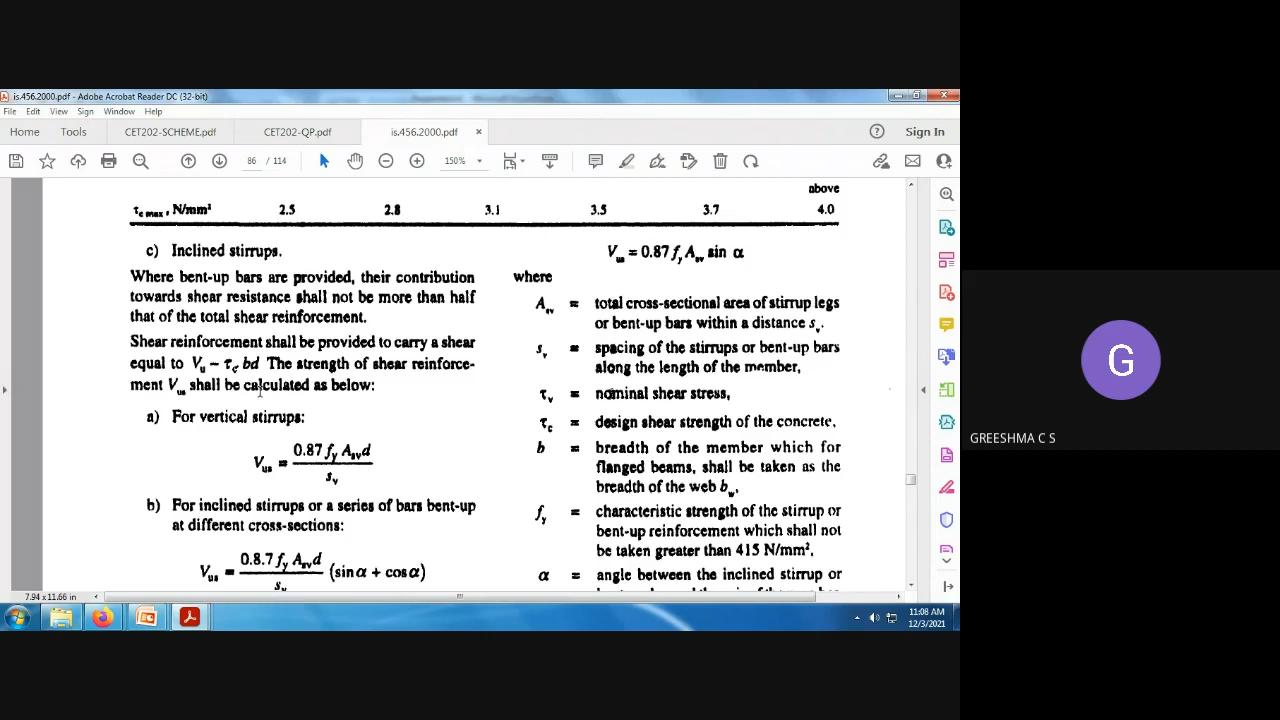 is.456.2000.pdf - Adobe Acrobat Reader DC (32-bit)
File Edit View Sign Window Help
Home Tools CET202-SCHEME.pdf CET202-QP.pdf is.456.2000.pdf × ? Sign In
86 / 114 150%
above
τc max , N/mm² 2.5 2.8 3.1 3.5 3.7 4.0
c) Inclined stirrups.
Where bent-up bars are provided, their contribution
towards shear resistance shall not be more than half
that of the total shear reinforcement.
Shear reinforcement shall be provided to carry a shear
equal to Vu – τc bd The strength of shear reinforce-
ment Vus shall be calculated as below:
a) For vertical stirrups:
Vus = 0.87 fy Asv d / sv
b) For inclined stirrups or a series of bars bent-up
at different cross-sections:
Vus = 0.8.7 fy Asv d / sv (sin α + cos α)
Vus = 0.87 fy Asv sin α
where
Asv = total cross-sectional area of stirrup legs
or bent-up bars within a distance sv.
sv = spacing of the stirrups or bent-up bars
along the length of the member,
τv = nominal shear stress,
τc = design shear strength of the concrete,
b = breadth of the member which for
flanged beams, shall be taken as the
breadth of the web bw,
fy = characteristic strength of the stirrup or
bent-up reinforcement which shall not
be taken greater than 415 N/mm²,
α = angle between the inclined stirrup or
7.94 x 11.66 in
11:08 AM
12/3/2021
G
GREESHMA C S